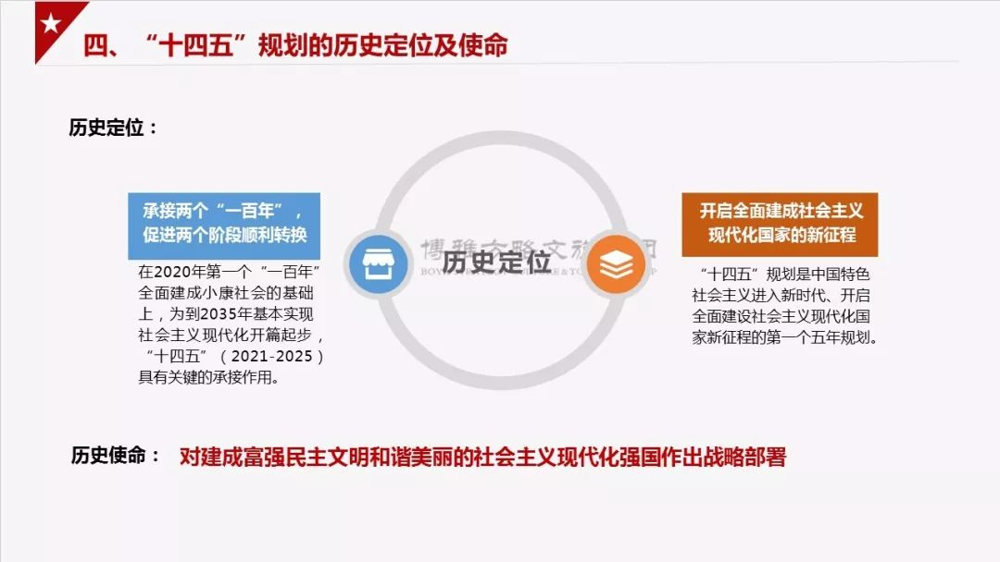 四、“十四五”规划的历史定位及使命
历史定位：
承接两个“一百年”，
促进两个阶段顺利转换
在2020年第一个“一百年”
全面建成小康社会的基础
上，为到2035年基本实现
社会主义现代化开篇起步，
“十四五”（2021-2025）
具有关键的承接作用。
历史定位
开启全面建成社会主义
现代化国家的新征程
“十四五”规划是中国特色
社会主义进入新时代、开启
全面建设社会主义现代化国
家新征程的第一个五年规划。
历史使命：对建成富强民主文明和谐美丽的社会主义现代化强国作出战略部署